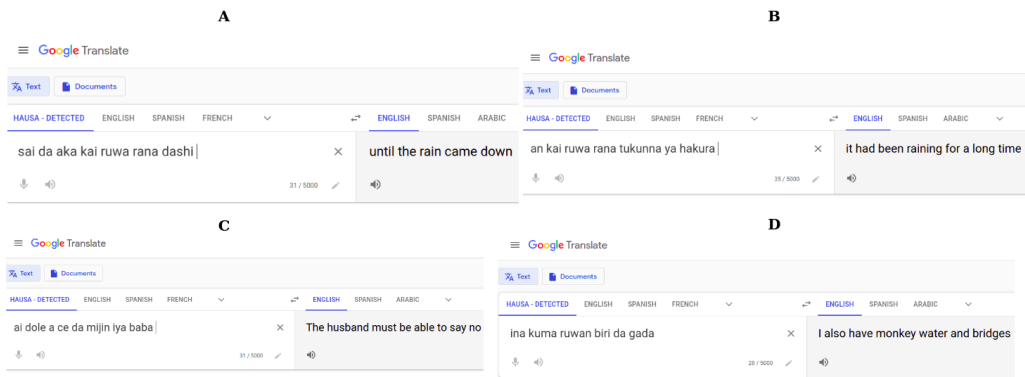 A
Google Translate
Text Documents
HAUSA - DETECTED ENGLISH SPANISH FRENCH ENGLISH SPANISH ARABIC
sai da aka kai ruwa rana dashi until the rain came down
31 / 5000
B
Google Translate
Text Documents
HAUSA - DETECTED ENGLISH SPANISH FRENCH ENGLISH SPANISH ARABIC
an kai ruwa rana tukunna ya hakura it had been raining for a long time
35 / 5000
C
Google Translate
Text Documents
HAUSA - DETECTED ENGLISH SPANISH FRENCH ENGLISH SPANISH ARABIC
ai dole a ce da mijin iya baba The husband must be able to say no
31 / 5000
D
Google Translate
Text Documents
HAUSA - DETECTED ENGLISH SPANISH FRENCH ENGLISH SPANISH ARABIC
ina kuma ruwan biri da gada I also have monkey water and bridges
28 / 5000